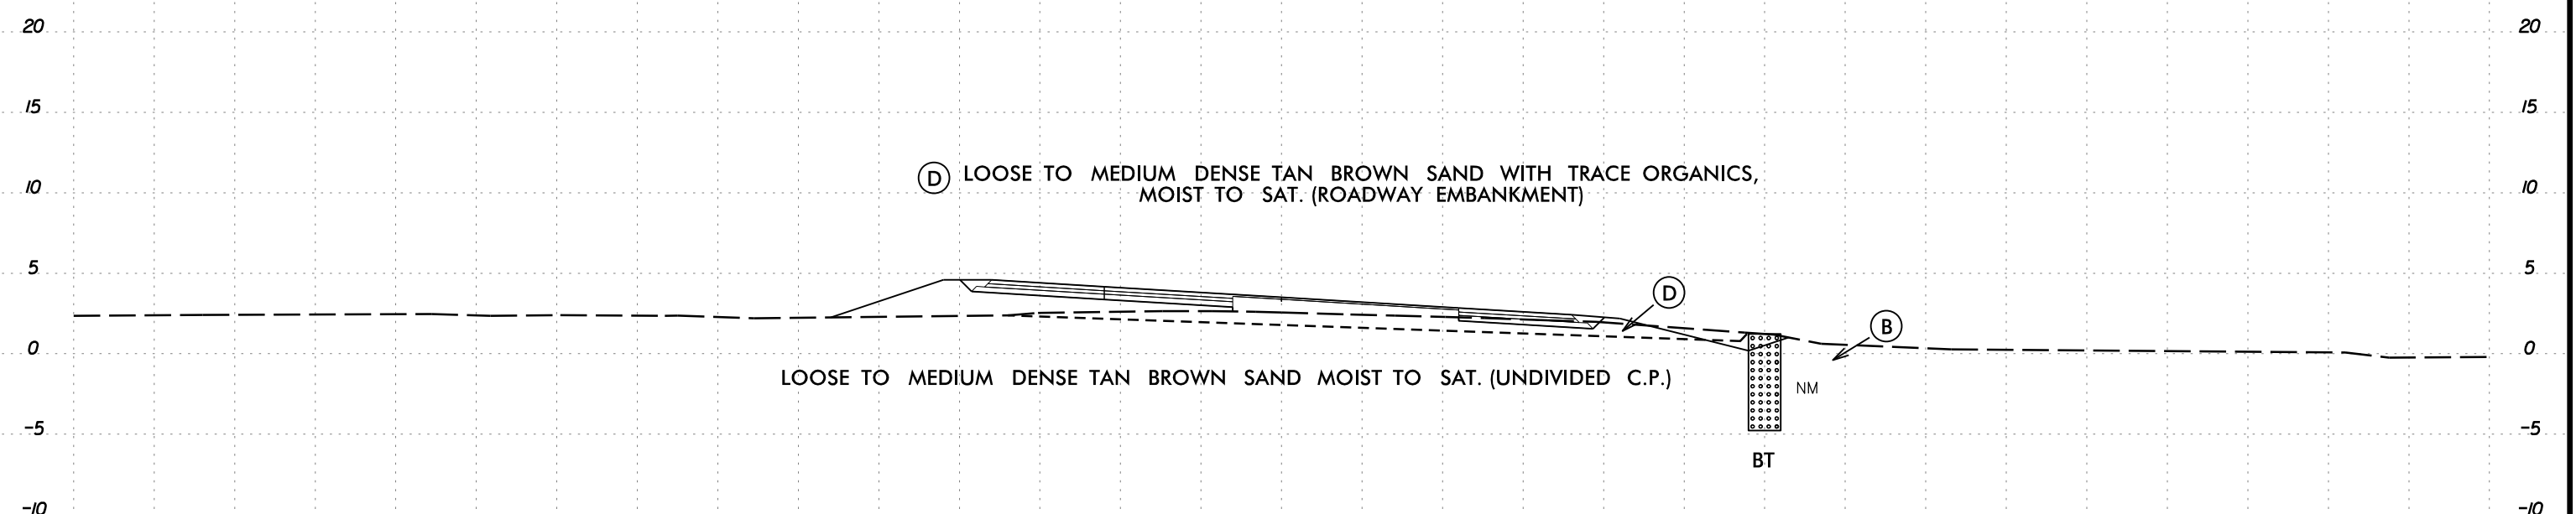 20 20
15 15
D LOOSE TO MEDIUM DENSE TAN BROWN SAND WITH TRACE ORGANICS,
10 MOIST TO SAT. (ROADWAY EMBANKMENT) 10
5 5
D
B
0 0
LOOSE TO MEDIUM DENSE TAN BROWN SAND MOIST TO SAT. (UNDIVIDED C.P.)
NM
-5 -5
BT
-10 -10